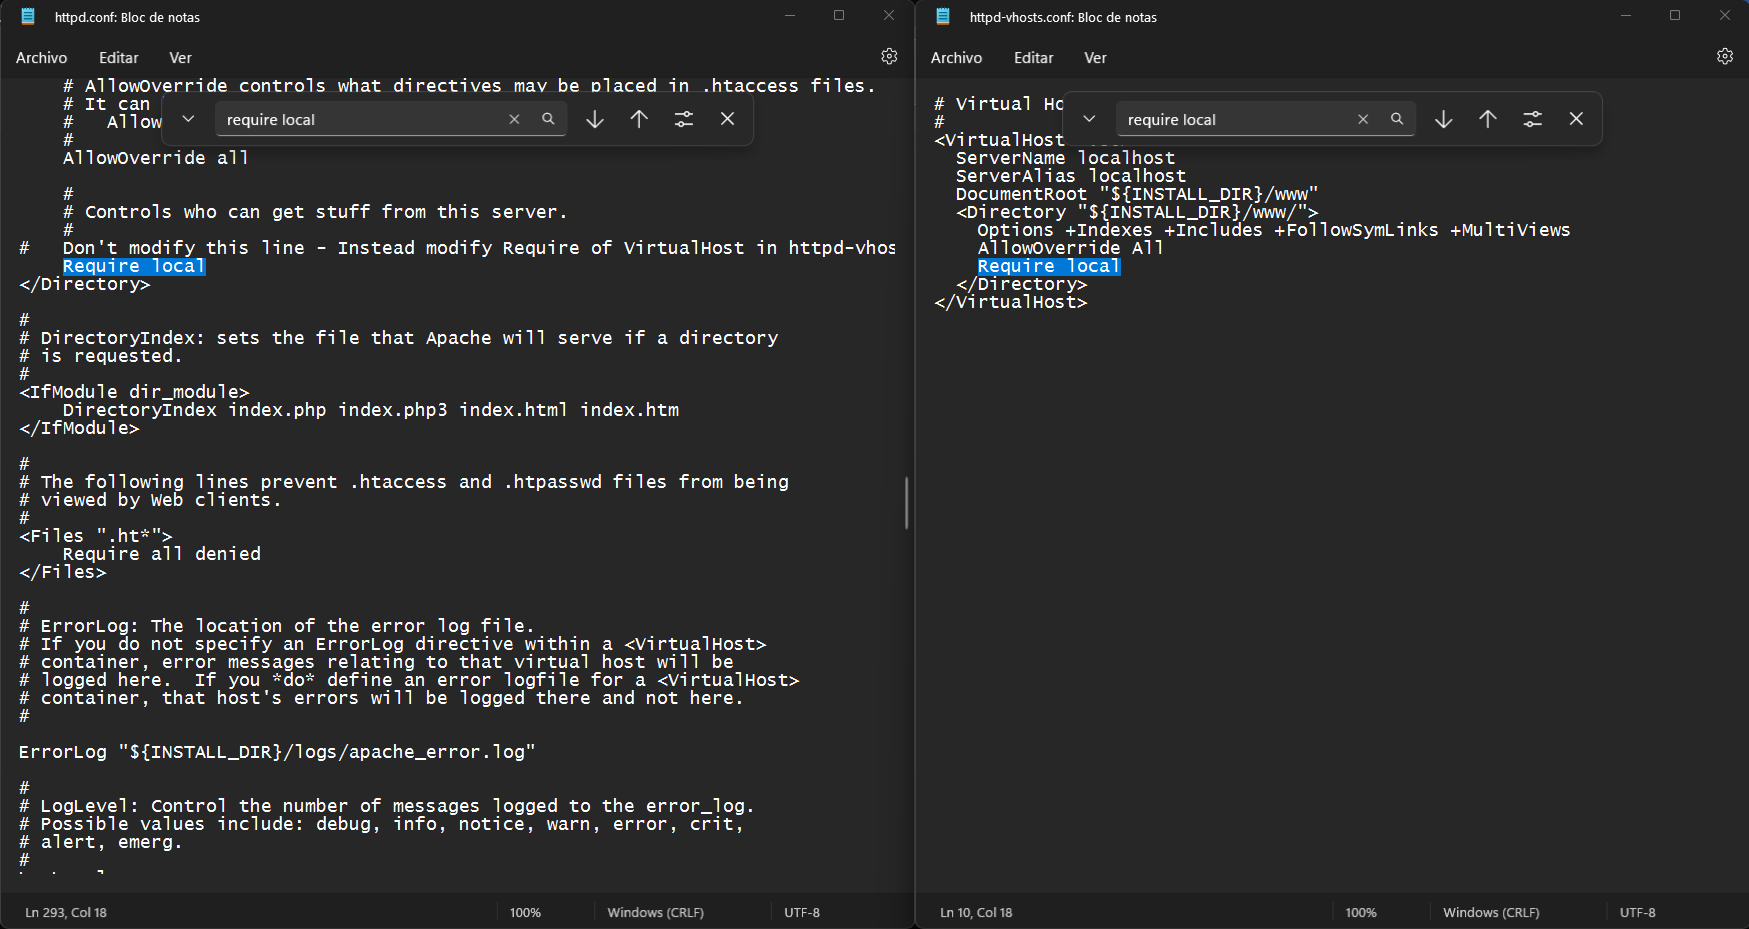 httpd.conf: Bloc de notas
Archivo Editar Ver
# AllowOverride controls what directives may be placed in .htaccess files.
# It can
#   Allow
require local
#
AllowOverride all
#
# Controls who can get stuff from this server.
#
#   Don't modify this line - Instead modify Require of VirtualHost in httpd-vhos
Require local
</Directory>
#
# DirectoryIndex: sets the file that Apache will serve if a directory
# is requested.
#
<IfModule dir_module>
DirectoryIndex index.php index.php3 index.html index.htm
</IfModule>
#
# The following lines prevent .htaccess and .htpasswd files from being
# viewed by Web clients.
#
<Files ".ht*">
Require all denied
</Files>
#
# ErrorLog: The location of the error log file.
# If you do not specify an ErrorLog directive within a <VirtualHost>
# container, error messages relating to that virtual host will be
# logged here.  If you *do* define an error logfile for a <VirtualHost>
# container, that host's errors will be logged there and not here.
#
ErrorLog "${INSTALL_DIR}/logs/apache_error.log"
#
# LogLevel: Control the number of messages logged to the error_log.
# Possible values include: debug, info, notice, warn, error, crit,
# alert, emerg.
#
Ln 293, Col 18 100% Windows (CRLF) UTF-8
httpd-vhosts.conf: Bloc de notas
Archivo Editar Ver
# Virtual Ho
require local
#
<VirtualHost
ServerName localhost
ServerAlias localhost
DocumentRoot "${INSTALL_DIR}/www"
<Directory "${INSTALL_DIR}/www/">
Options +Indexes +Includes +FollowSymLinks +MultiViews
AllowOverride All
Require local
</Directory>
</VirtualHost>
Ln 10, Col 18 100% Windows (CRLF) UTF-8